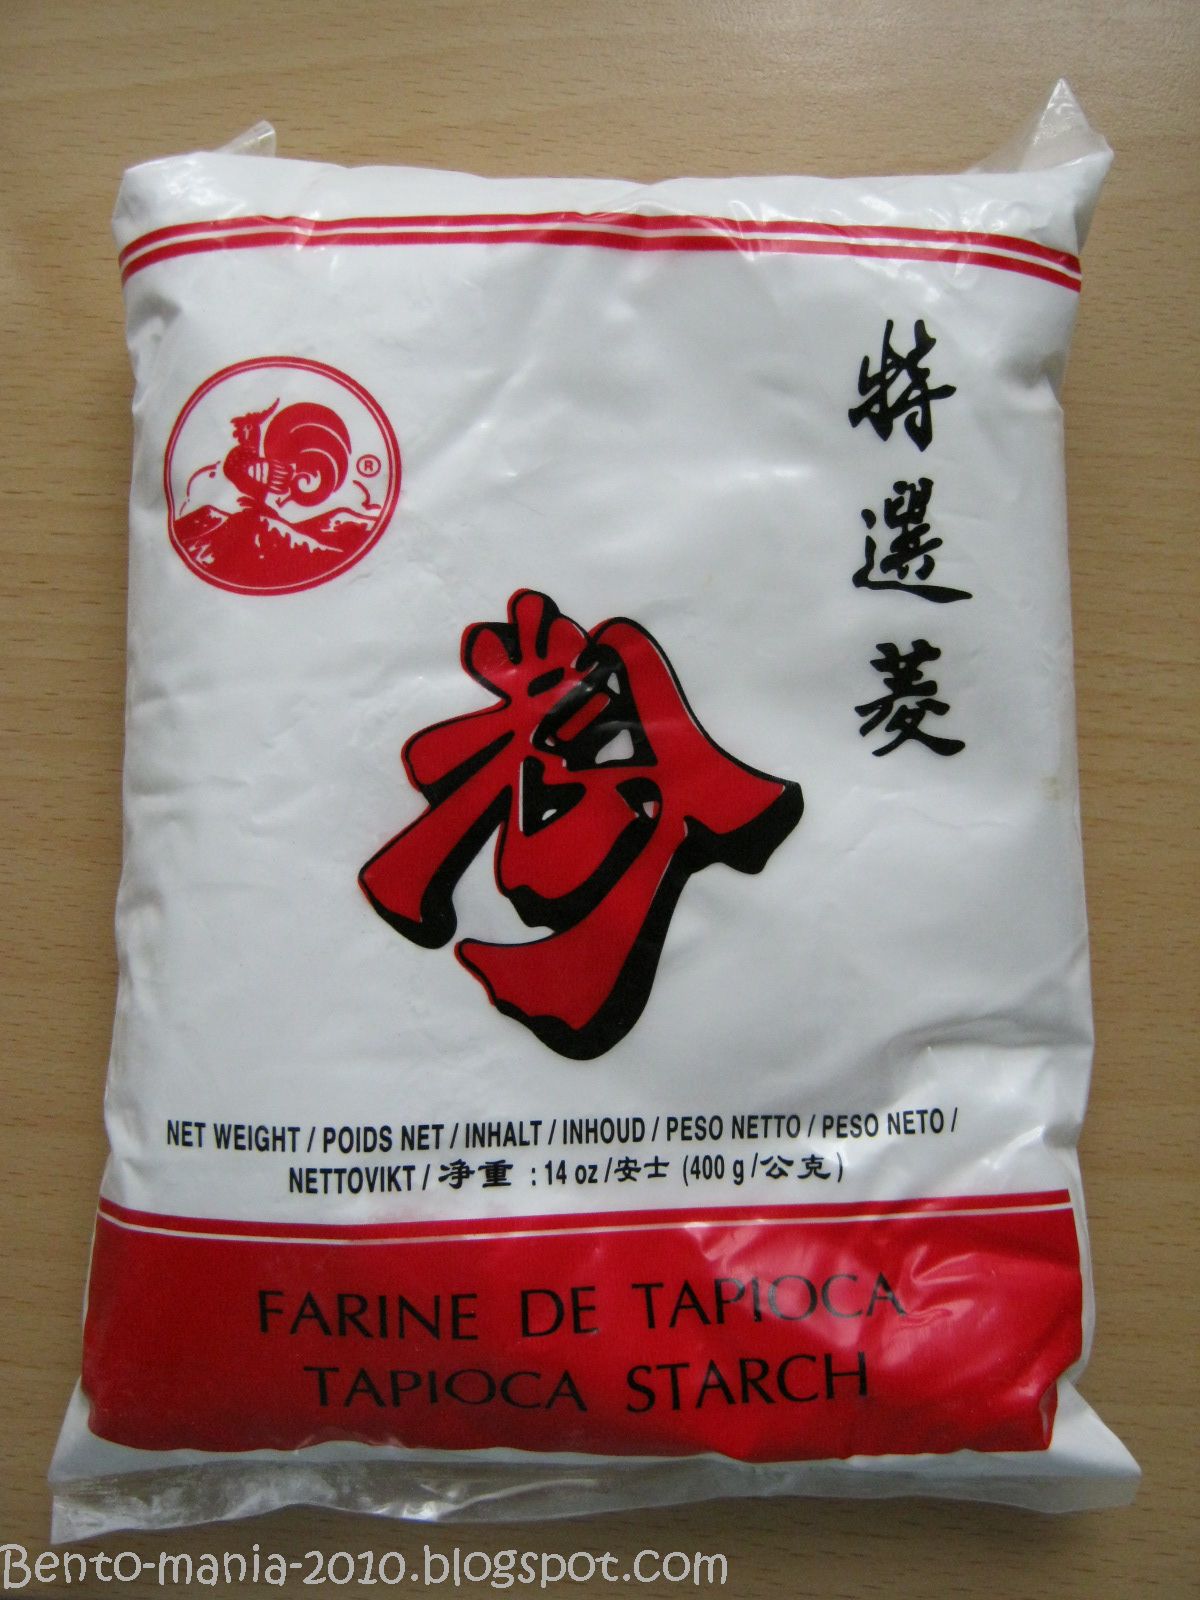 特選菱
®
粉
NET WEIGHT / POIDS NET / INHALT / INHOUD / PESO NETTO / PESO NETO /
NETTOVIKT / 净重 : 14 oz /安士 (400 g /公克)
FARINE DE TAPIOCA
TAPIOCA STARCH
Bento-mania-2010.blogspot.com